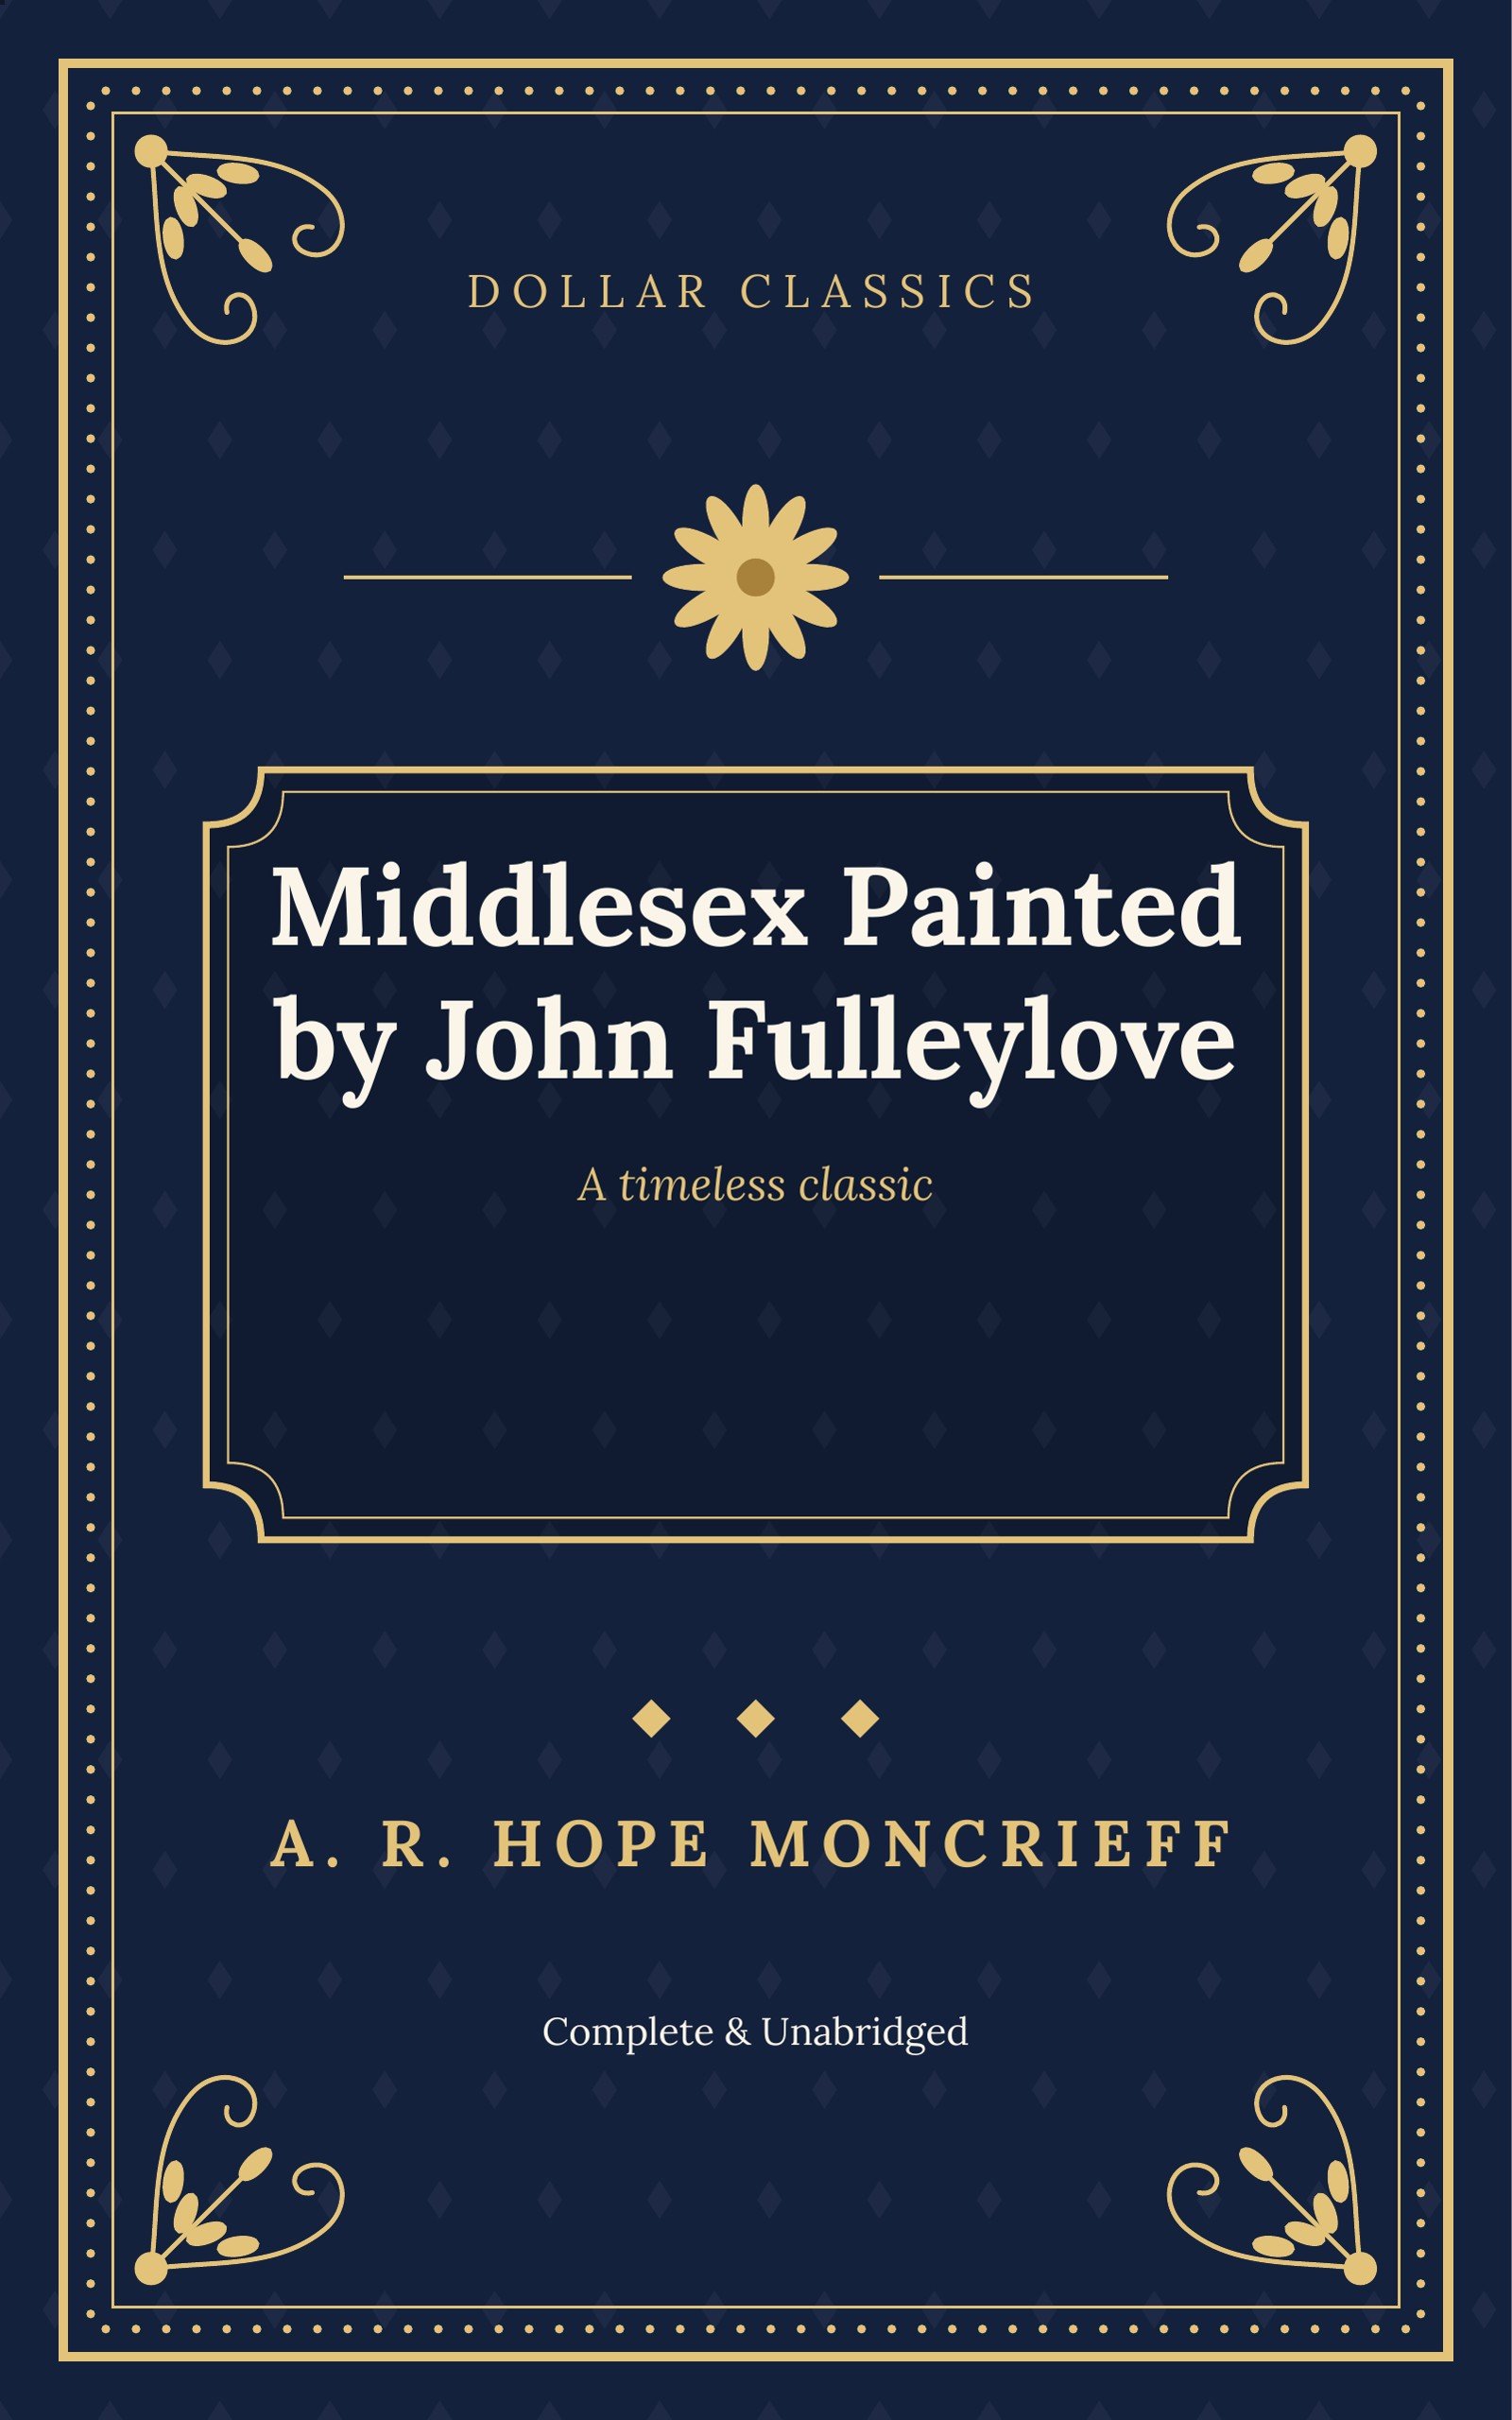 DOLLAR CLASSICS
Middlesex Painted
by John Fulleylove
A timeless classic
A. R. HOPE MONCRIEFF
Complete & Unabridged